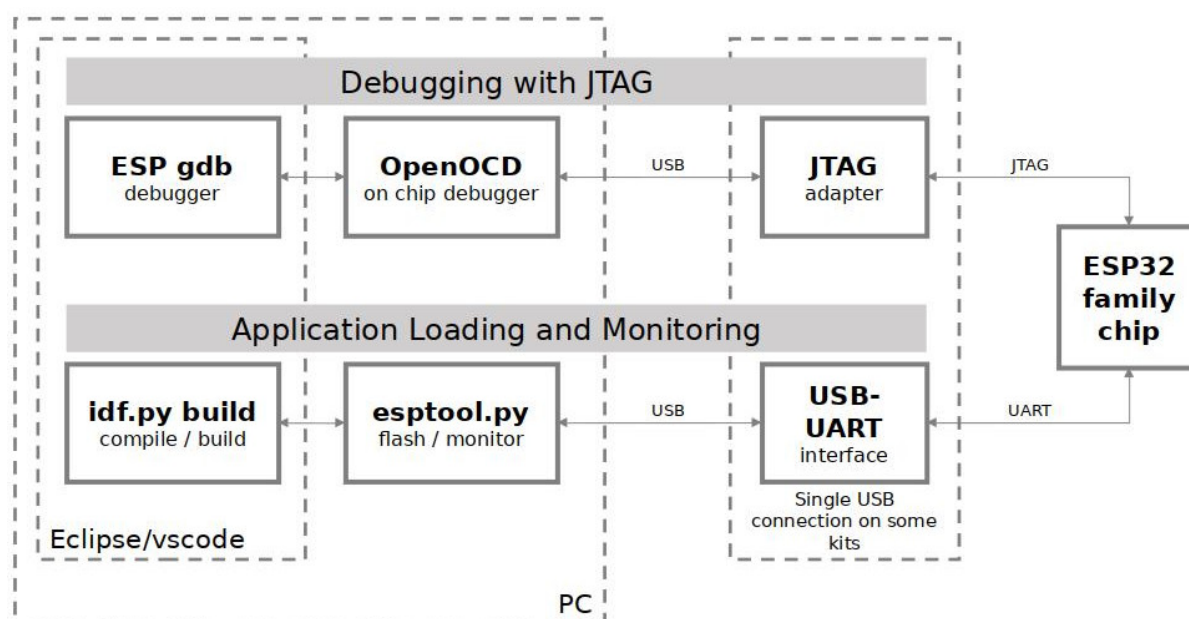 Debugging with JTAG
ESP gdb
debugger
OpenOCD
on chip debugger
USB
JTAG
adapter
JTAG
ESP32
family
chip
Application Loading and Monitoring
idf.py build
compile / build
esptool.py
flash / monitor
USB
USB-
UART
interface
UART
Single USB
connection on some
kits
Eclipse/vscode
PC